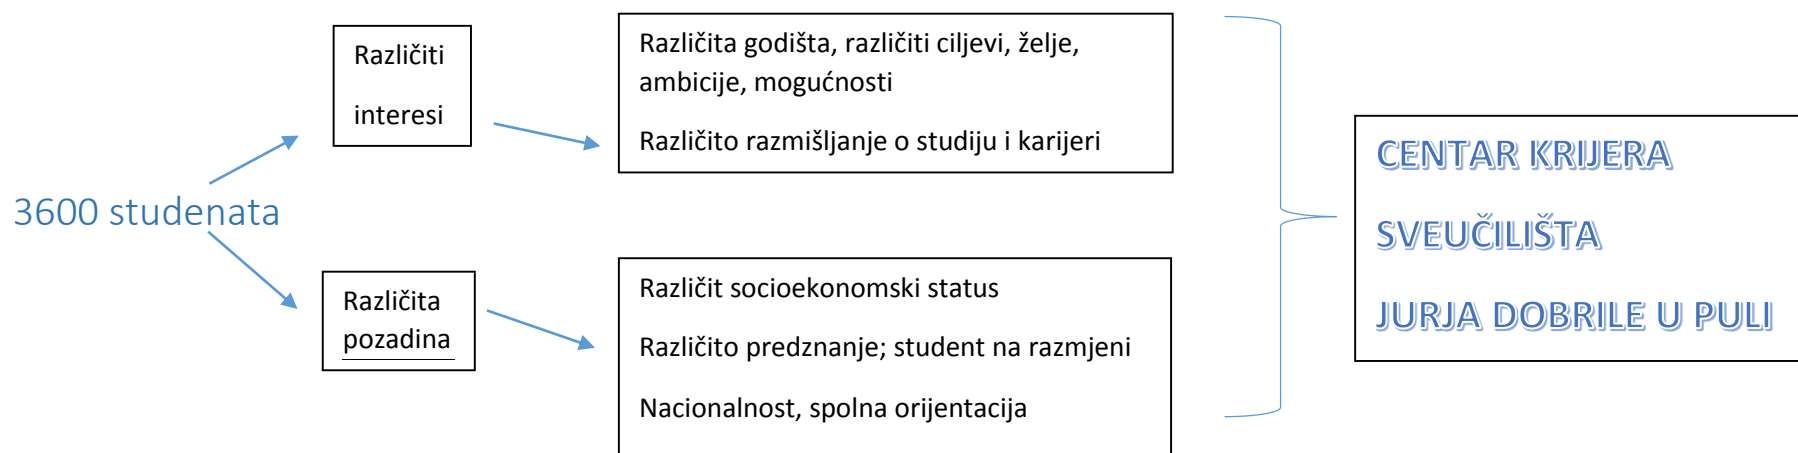 3600 studenata
Različiti
interesi
Različita godišta, različiti ciljevi, želje,
ambicije, mogućnosti
Različito razmišljanje o studiju i karijeri
Različita
pozadina
Različit socioekonomski status
Različito predznanje; student na razmjeni
Nacionalnost, spolna orijentacija
CENTAR KRIJERA
SVEUČILIŠTA
JURJA DOBRILE U PULI